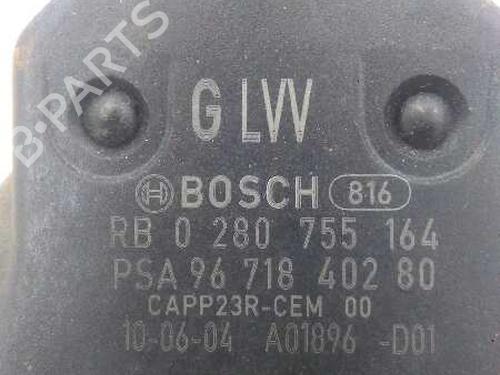 G LVV
BOSCH 816
RB 0 280 755 164
PSA 96 718 402 80
CAPP23R-CEM 00
10-06-04 A01896 -D01
B-PARTS